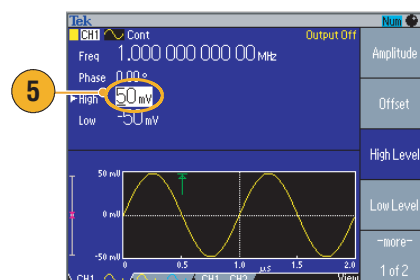 Tek
Num
CH1 Cont
Output Off
Freq 1.000 000 000 00 MHz
Phase 0.00 °
High 50 mV
Low -50 mV
5
Amplitude
Offset
High Level
Low Level
-more-
1 of 2
50 mV
0 mV
-50 mV
0 0.5 1.0 μs 1.5 2.0
CH1 CH1 CH2 View